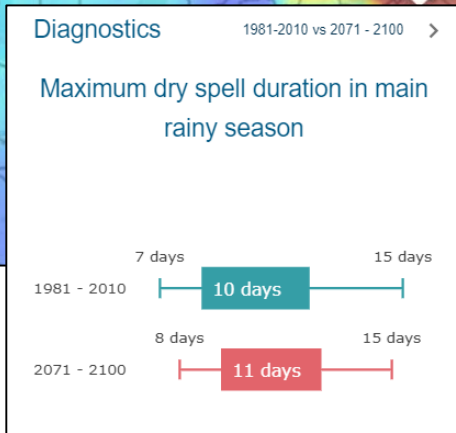 Diagnostics 1981-2010 vs 2071 - 2100 >
Maximum dry spell duration in main
rainy season
7 days 15 days
1981 - 2010 10 days
8 days 15 days
2071 - 2100 11 days